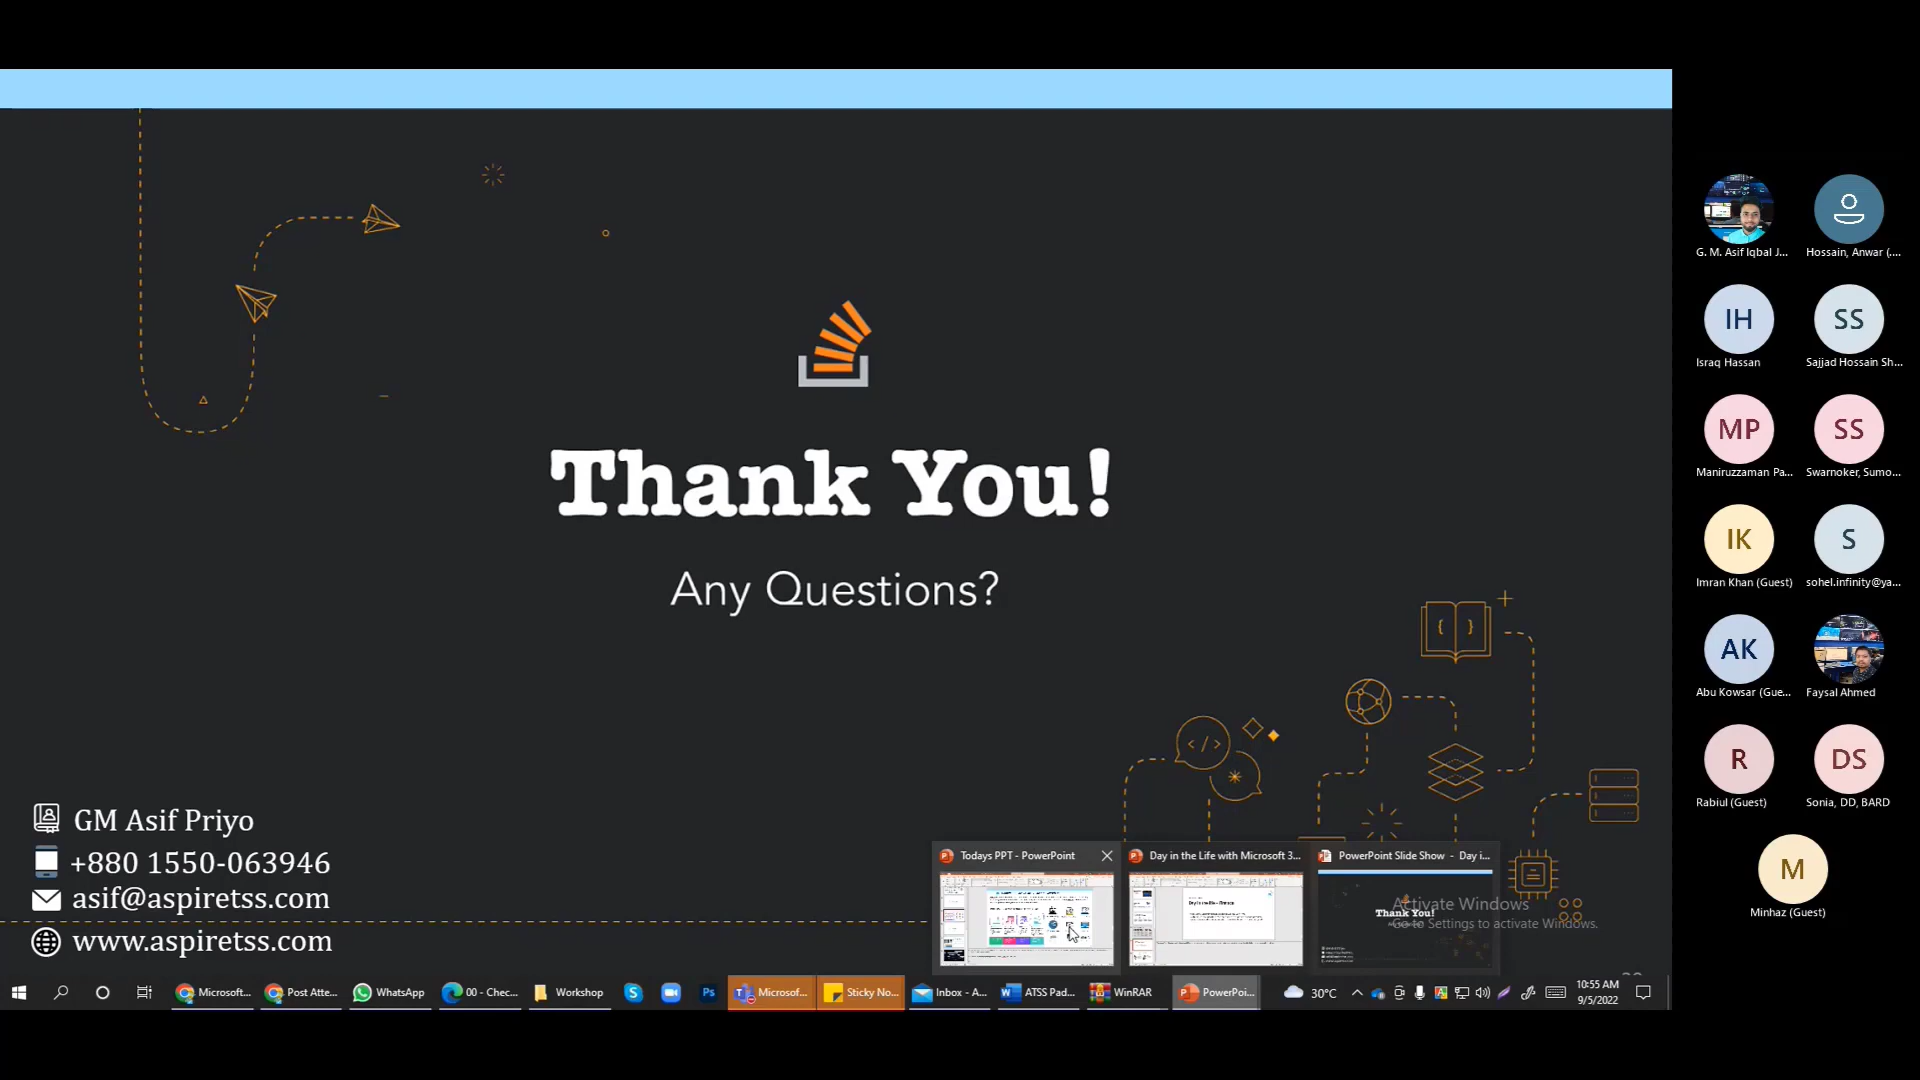 Thank You!
Any Questions?
GM Asif Priyo
+880 1550-063946
asif@aspiretss.com
www.aspiretss.com
Todays PPT - PowerPoint
Day in the Life with Microsoft 3...
PowerPoint Slide Show - Day i...
Thank You!
Activate Windows
Go to Settings to activate Windows.
Microsoft...
Post Atte...
WhatsApp
00 - Chec...
Workshop
Microsof...
Sticky No...
Inbox - A...
ATSS Pad...
WinRAR
PowerPoi...
30°C
10:55 AM
9/5/2022
G. M. Asif Iqbal J...
Hossain, Anwar (....
IH
Israq Hassan
SS
Sajjad Hossain Sh...
MP
Maniruzzaman Pa...
SS
Swarnoker, Sumo...
IK
Imran Khan (Guest)
S
sohel.infinity@ya...
AK
Abu Kowsar (Gue...
Faysal Ahmed
R
Rabiul (Guest)
DS
Sonia, DD, BARD
M
Minhaz (Guest)